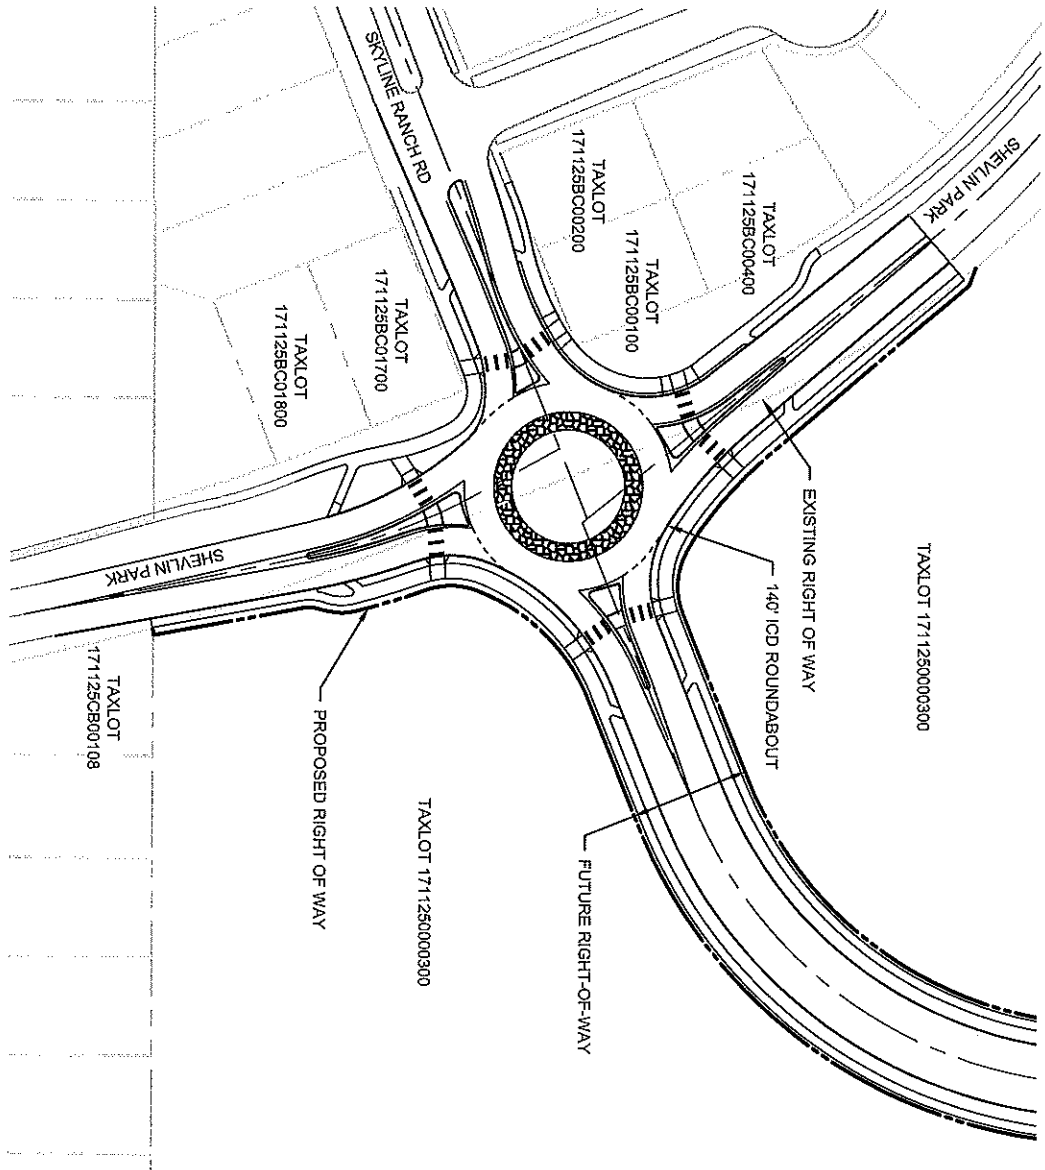 SKYLINE RANCH RD
SHEVLIN PARK
TAXLOT
171125BC00400
TAXLOT
171125BC00100
TAXLOT
171125BC00200
TAXLOT
171125BC01700
TAXLOT
171125BC01800
EXISTING RIGHT OF WAY
140' ICD ROUNDABOUT
TAXLOT 1711250000300
SHEVLIN PARK
TAXLOT
171125CB00108
PROPOSED RIGHT OF WAY
TAXLOT 1711250000300
FUTURE RIGHT-OF-WAY